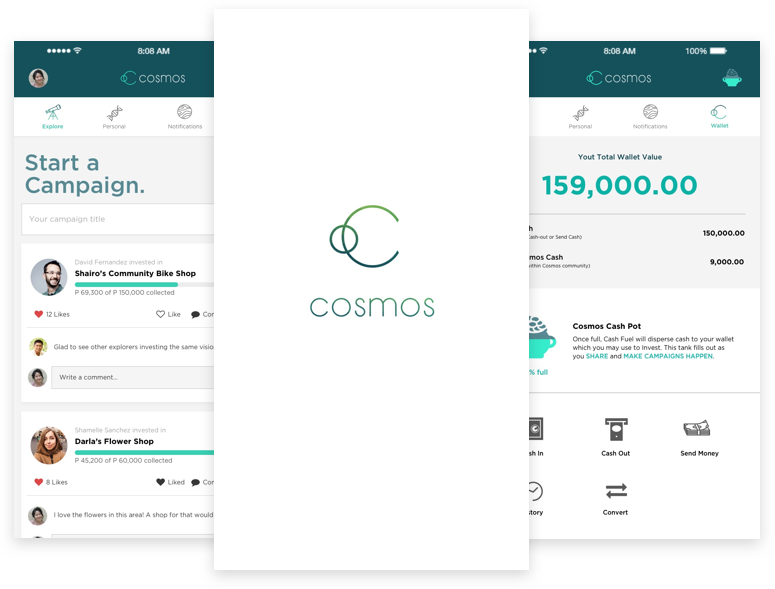 8:08 AM
cosmos
Explore
Personal
Notifications
Start a
Campaign.
Your campaign title
David Fernandez invested in
Shairo's Community Bike Shop
P 69,300 of P 150,000 collected
12 Likes
Like
Com
Glad to see other explorers investing the same visio
Write a comment...
Shamelle Sanchez invested in
Darla's Flower Shop
P 45,200 of P 60,000 collected
8 Likes
Liked
Com
I love the flowers in this area! A shop for that would
cosmos
8:08 AM
100%
cosmos
Personal
Notifications
Wallet
Yout Total Wallet Value
159,000.00
h
150,000.00
ash-out or Send Cash)
mos Cash
9,000.00
within Cosmos community)
Cosmos Cash Pot
Once full, Cash Fuel will disperse cash to your wallet
which you may use to Invest. This tank fills out as
you SHARE and MAKE CAMPAIGNS HAPPEN.
% full
sh In
Cash Out
Send Money
story
Convert